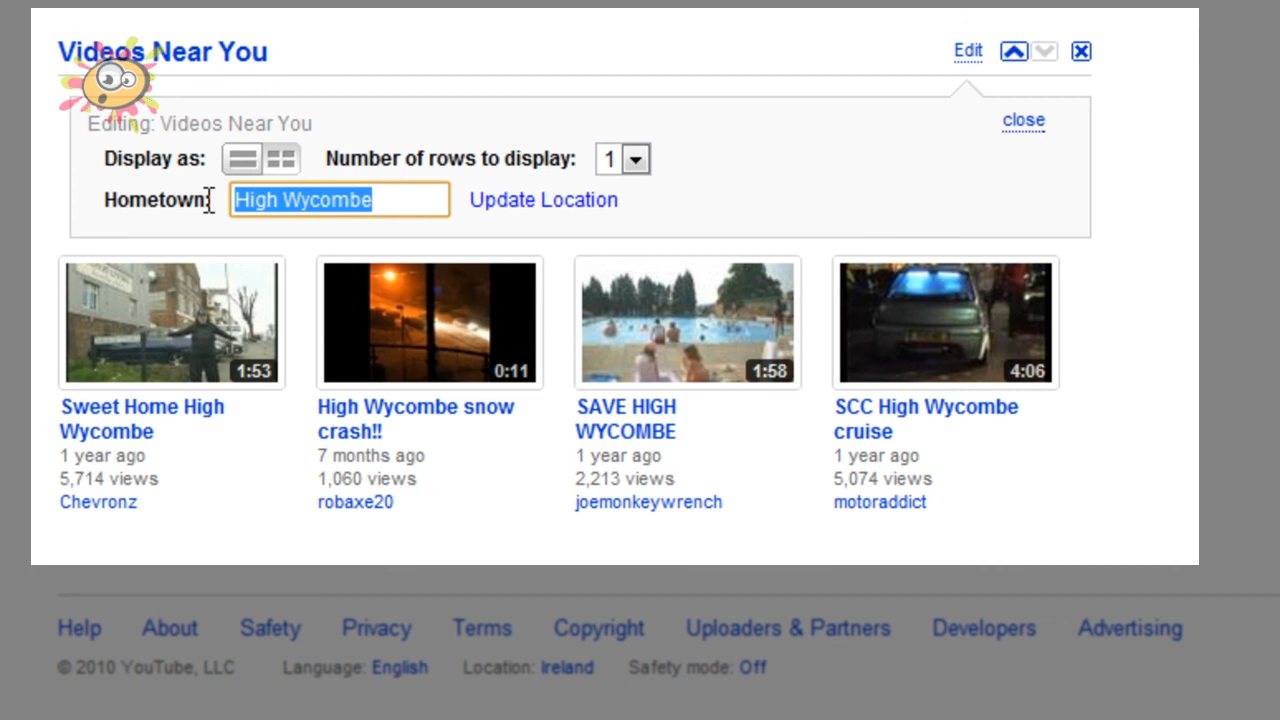 Videos Near You
Edit
Editing: Videos Near You
close
Display as:
Number of rows to display:
1
Hometown:
High Wycombe
Update Location
1:53
0:11
1:58
4:06
Sweet Home High
Wycombe
1 year ago
5,714 views
Chevronz
High Wycombe snow
crash!!
7 months ago
1,060 views
robaxe20
SAVE HIGH
WYCOMBE
1 year ago
2,213 views
joemonkeywrench
SCC High Wycombe
cruise
1 year ago
5,074 views
motoraddict
Help About Safety Privacy Terms Copyright Uploaders & Partners Developers Advertising
© 2010 YouTube, LLC Language: English Location: Ireland Safety mode: Off